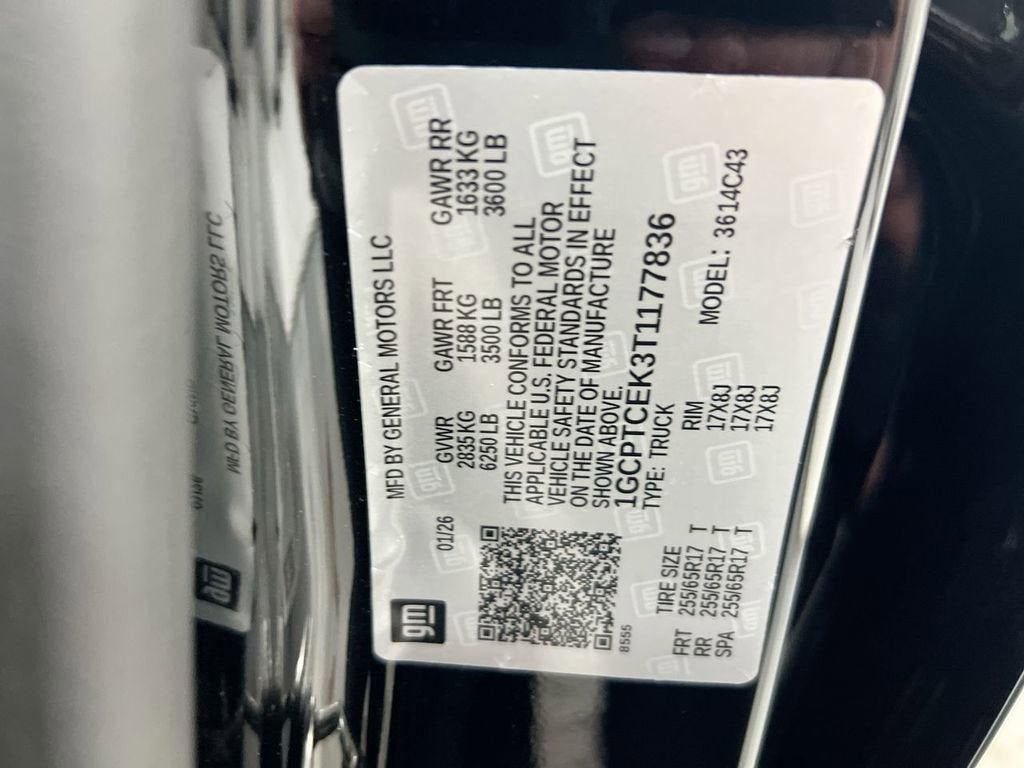 gm
MFD BY GENERAL MOTORS LLC
01/26
GVWR GAWR FRT GAWR RR
2835 KG 1588 KG 1633 KG
6250 LB 3500 LB 3600 LB
THIS VEHICLE CONFORMS TO ALL
APPLICABLE U.S. FEDERAL MOTOR
VEHICLE SAFETY STANDARDS IN EFFECT
ON THE DATE OF MANUFACTURE
SHOWN ABOVE.
1GCPTCEK3T1177836
TYPE: TRUCK MODEL: 3614C43
8555
TIRE SIZE RIM
FRT 255/65R17 T 17X8J
RR 255/65R17 T 17X8J
SPA 255/65R17 T 17X8J